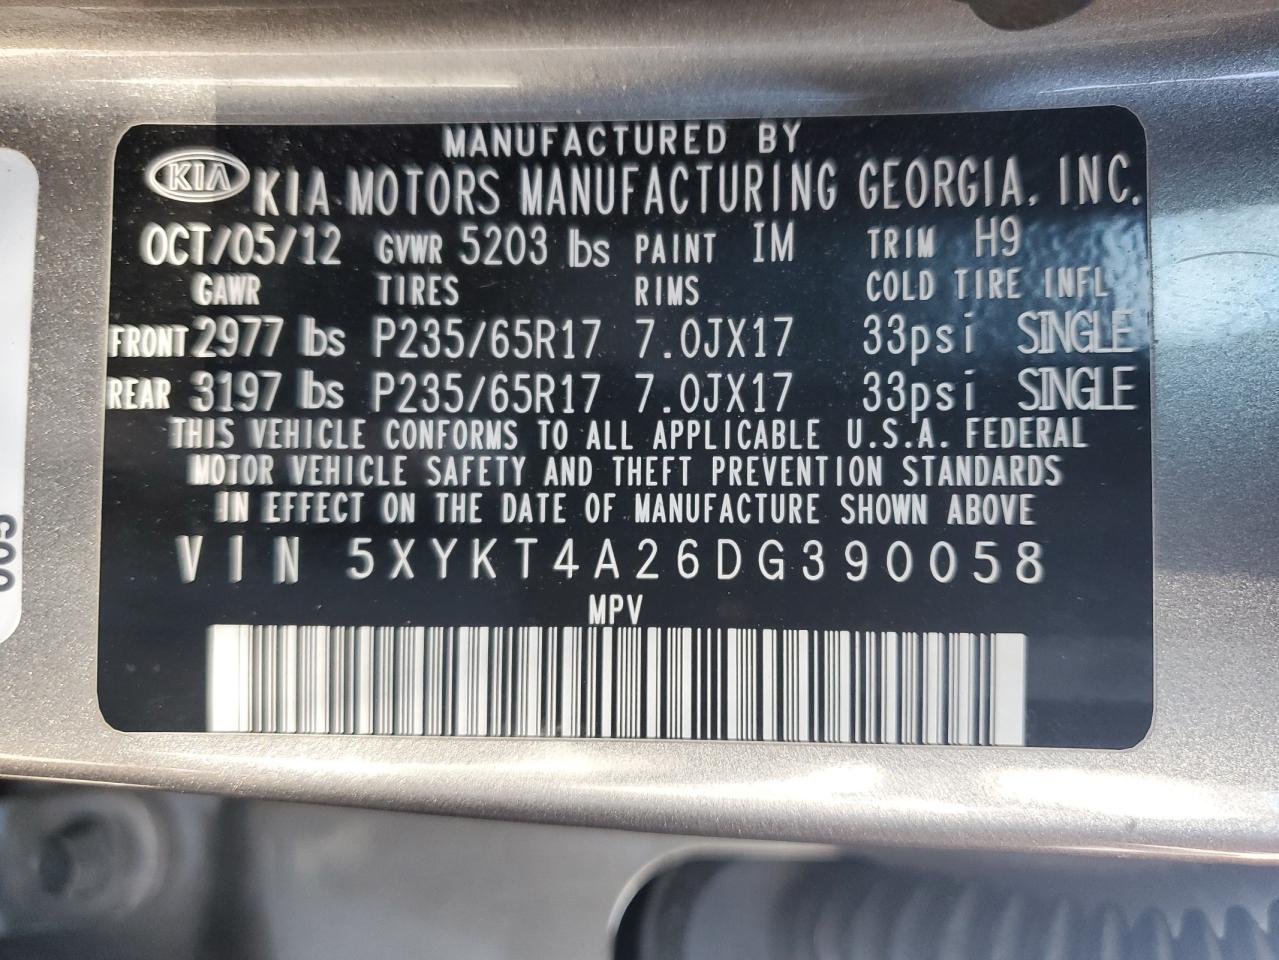 MANUFACTURED BY
KIA KIA MOTORS MANUFACTURING GEORGIA, INC.
OCT/05/12 GVWR 5203 lbs PAINT IM TRIM H9
GAWR TIRES RIMS COLD TIRE INFL
FRONT 2977 lbs P235/65R17 7.0JX17 33psi SINGLE
REAR 3197 lbs P235/65R17 7.0JX17 33psi SINGLE
THIS VEHICLE CONFORMS TO ALL APPLICABLE U.S.A. FEDERAL
MOTOR VEHICLE SAFETY AND THEFT PREVENTION STANDARDS
IN EFFECT ON THE DATE OF MANUFACTURE SHOWN ABOVE
VIN 5XYKT4A26DG390058
MPV